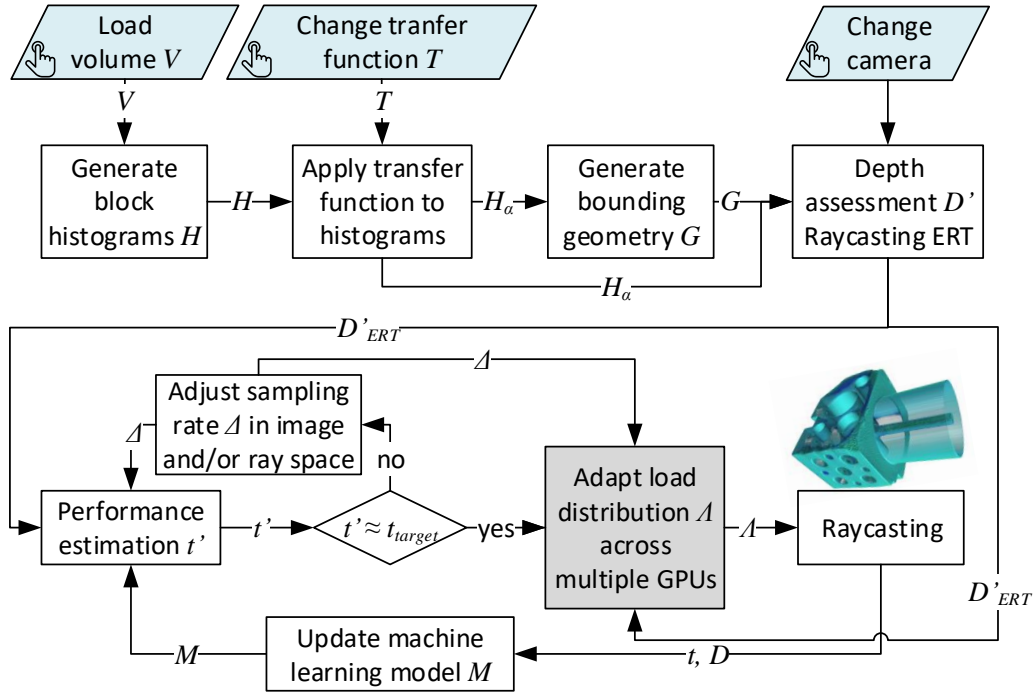 Load
volume V
Change tranfer
function T
Change
camera
V
T
Generate
block
histograms H
H
Apply transfer
function to
histograms
Hα
Generate
bounding
geometry G
G
Depth
assessment D'
Raycasting ERT
Hα
D'ERT
Δ
Adjust sampling
rate Δ in image
and/or ray space
Δ
no
Performance
estimation t'
t'
t' ≈ ttarget
yes
Adapt load
distribution Λ
across
multiple GPUs
Λ
Raycasting
D'ERT
M
Update machine
learning model M
t, D